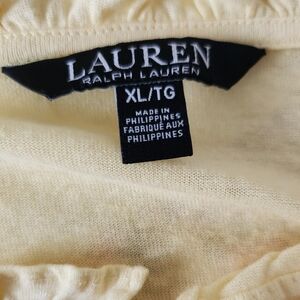 LAUREN
RALPH LAUREN
XL/TG
MADE IN
PHILIPPINES
FABRIQUÉ AUX
PHILIPPINES